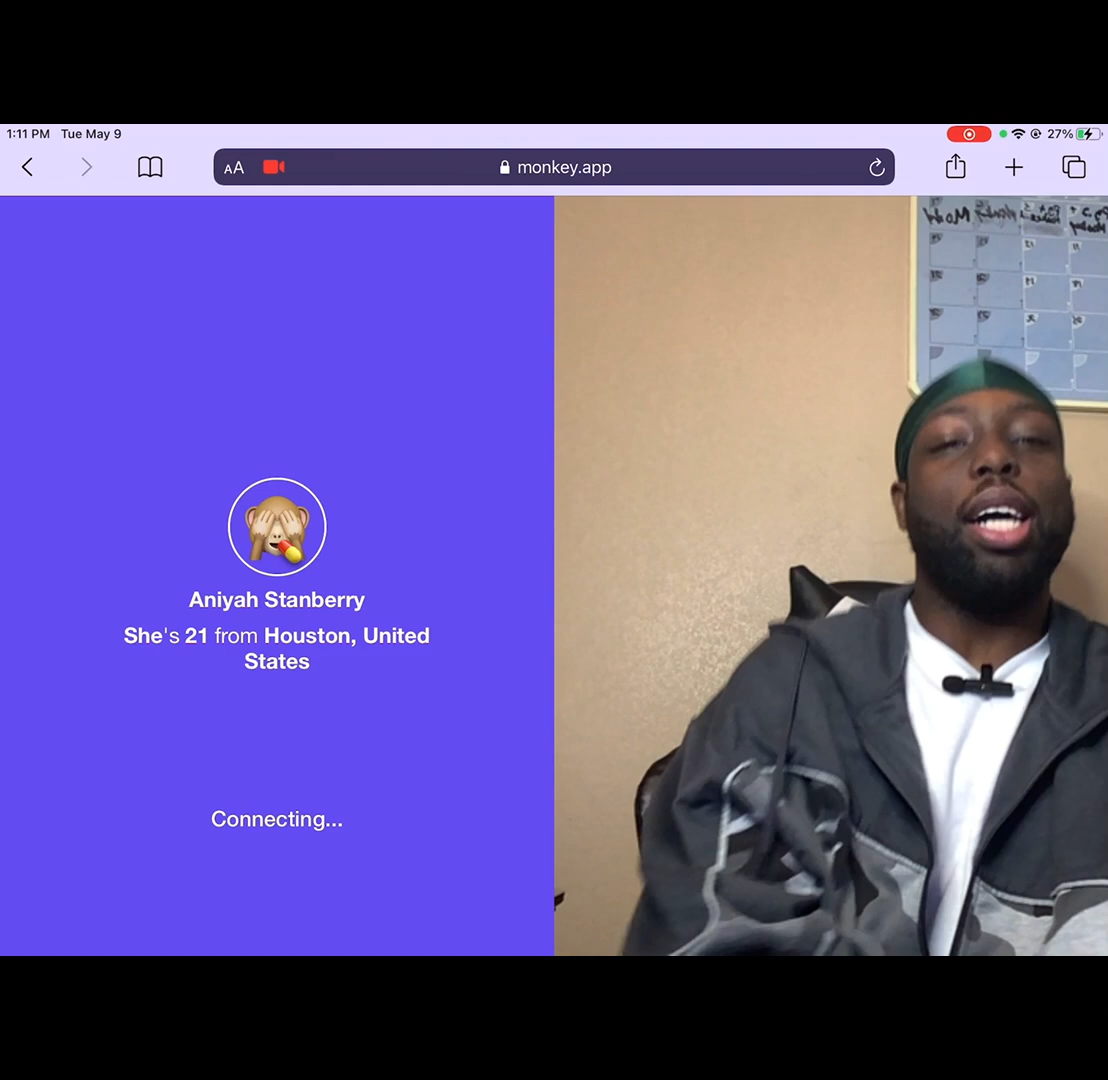 1:11 PM Tue May 9
27%
AA
monkey.app
Aniyah Stanberry
She's 21 from Houston, United
States
Connecting...